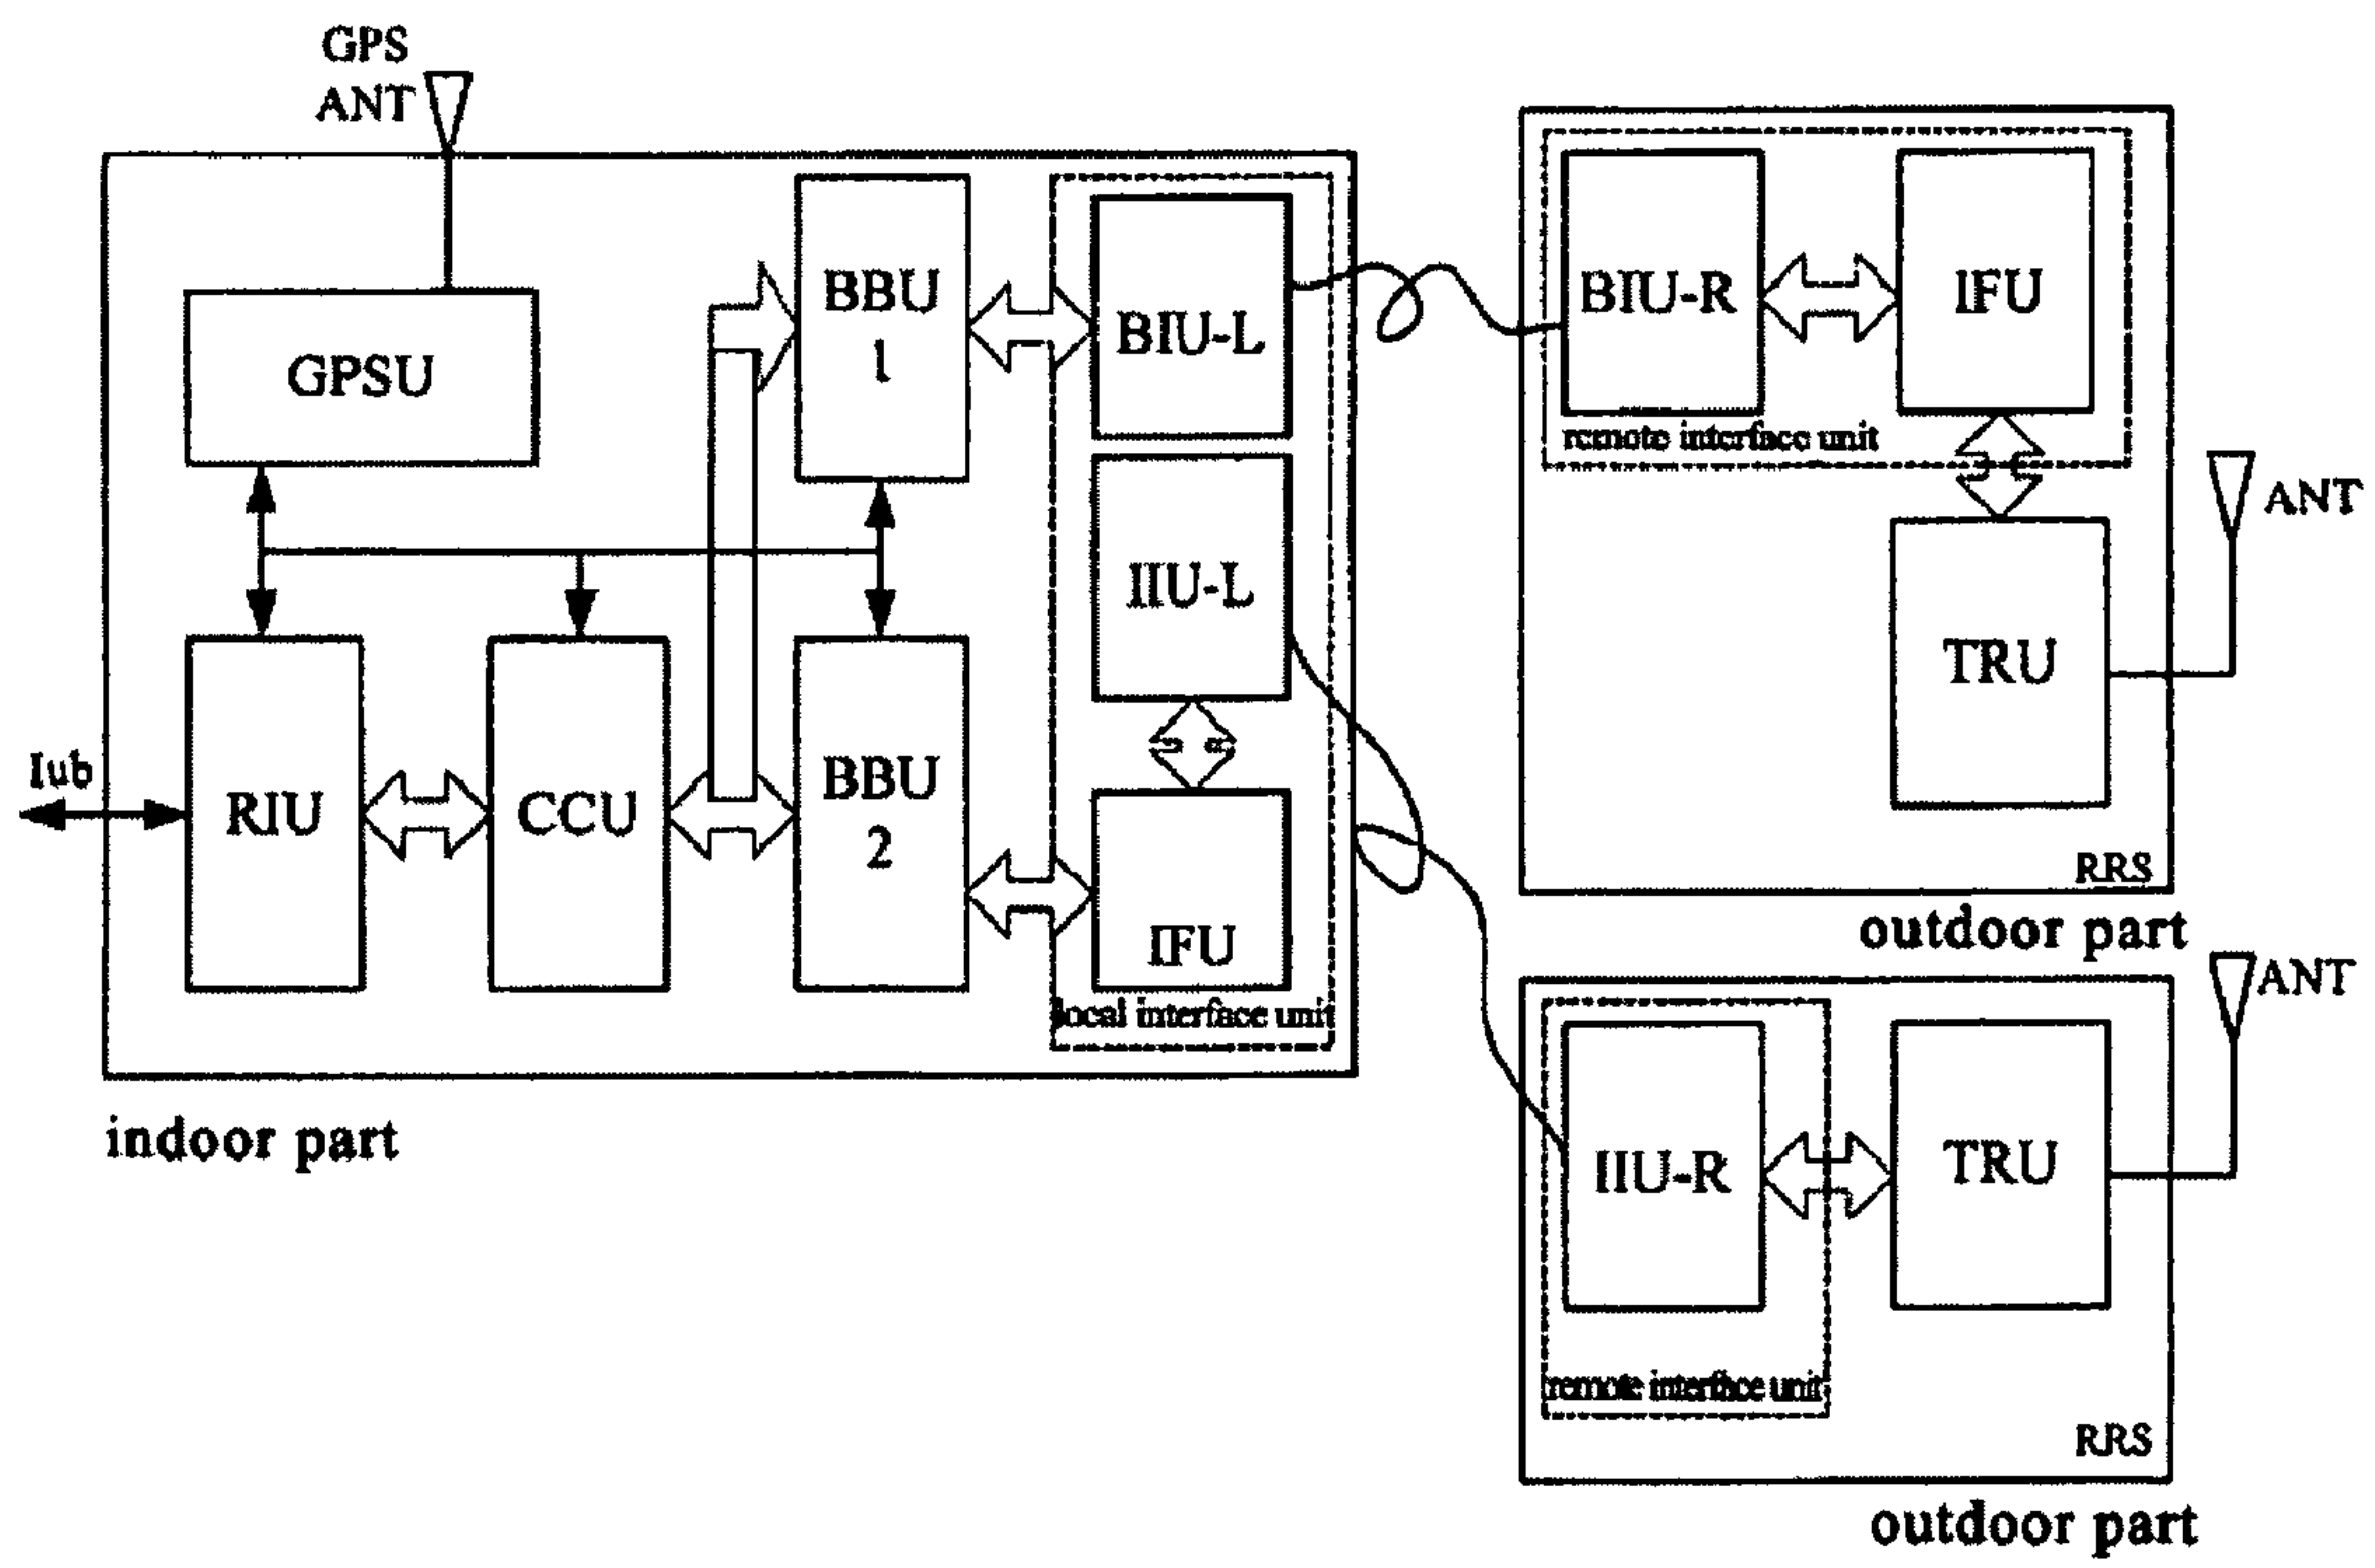 GPS
ANT
GPSU
BBU
1
BIU-L
IIU-L
Iub
RIU
CCU
BBU
2
IFU
local interface unit
indoor part
BIU-R
IFU
remote interface unit
ANT
TRU
RRS
outdoor part
ANT
IIU-R
TRU
remote interface unit
RRS
outdoor part